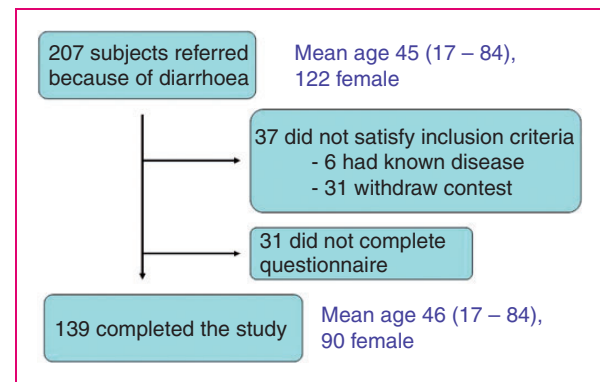 207 subjects referred
because of diarrhoea
Mean age 45 (17 – 84),
122 female
37 did not satisfy inclusion criteria
- 6 had known disease
- 31 withdraw contest
31 did not complete
questionnaire
139 completed the study
Mean age 46 (17 – 84),
90 female